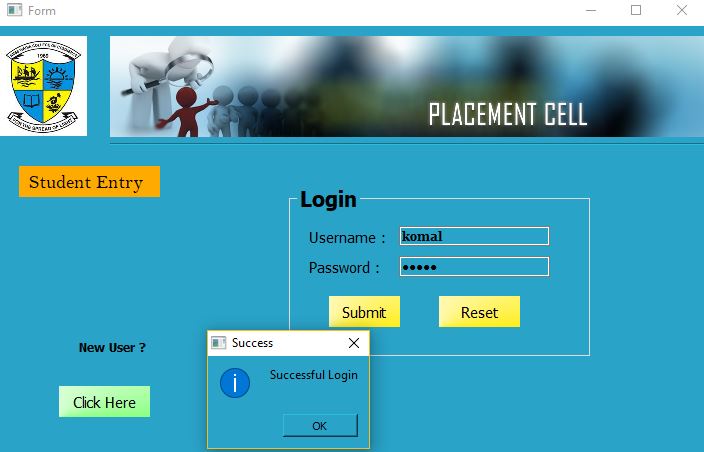 Form
1966
PLACEMENT CELL
Student Entry
Login
Username :
komal
Password :
●●●●●
Submit
Reset
New User ?
Click Here
Success
Successful Login
OK